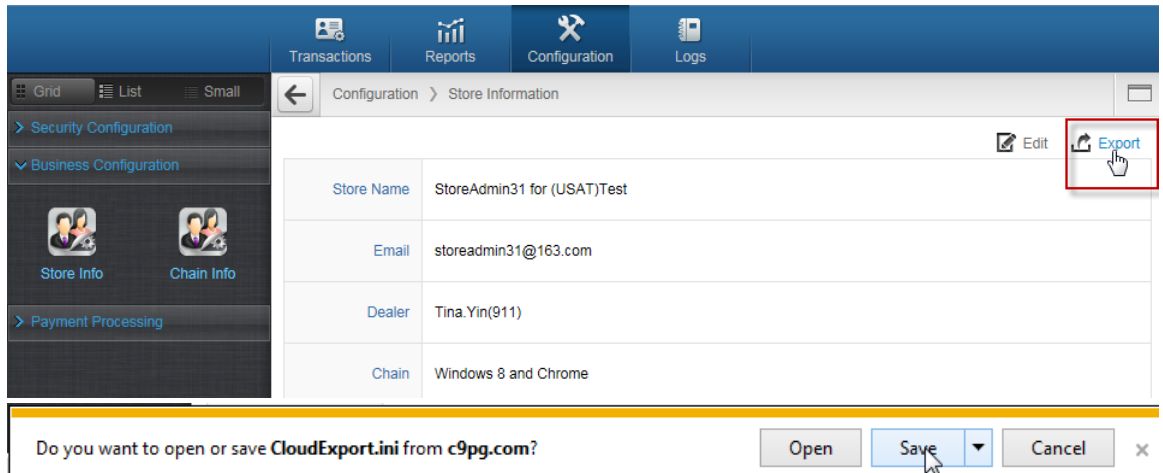 Transactions Reports Configuration Logs
Grid List Small
Configuration > Store Information
> Security Configuration
Edit Export
Business Configuration
Store Name StoreAdmin31 for (USAT)Test
Email storeadmin31@163.com
Store Info Chain Info
Dealer Tina.Yin(911)
> Payment Processing
Chain Windows 8 and Chrome
Do you want to open or save CloudExport.ini from c9pg.com? Open Save Cancel ×